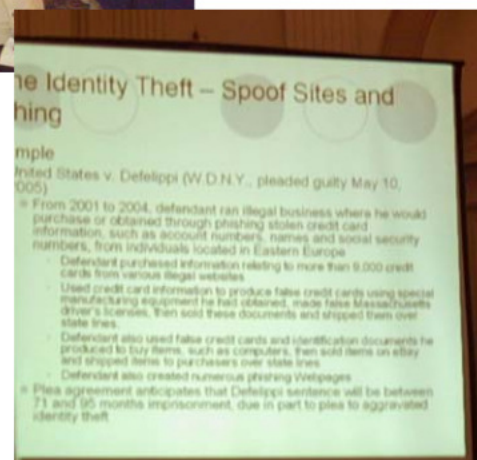 ne Identity Theft – Spoof Sites and
hing
mple
United States v. Defelippi (W.D.N.Y., pleaded guilty May 10,
2005)
From 2001 to 2004, defendant ran illegal business where he would
purchase or obtained through phishing stolen credit card
information, such as account numbers, names and social security
numbers, from individuals located in Eastern Europe
Defendant purchased information relating to more than 9,000 credit
cards from various illegal websites
Used credit card information to produce false credit cards using special
manufacturing equipment he had obtained, made false Massachusetts
driver's licenses, then sold these documents and shipped them over
state lines.
Defendant also used false credit cards and identification documents he
produced to buy items, such as computers, then sold items on eBay
and shipped items to purchasers over state lines
Defendant also created numerous phishing Webpages
Plea agreement anticipates that Defelippi sentence will be between
71 and 95 months imprisonment, due in part to plea to aggravated
identity theft